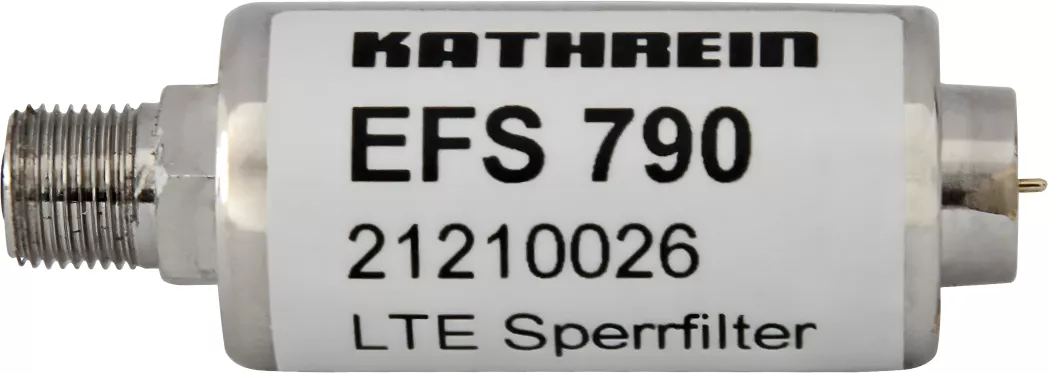 KATHREIN
EFS 790
21210026
LTE Sperrfilter